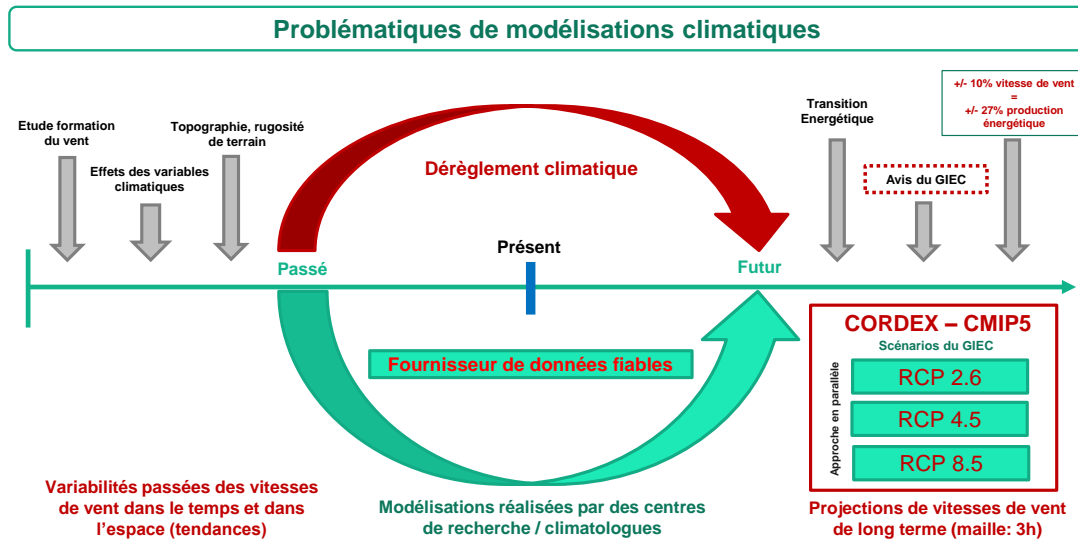 Problématiques de modélisations climatiques
+/- 10% vitesse de vent
=
+/- 27% production
énergétique
Transition
Energétique
Etude formation
du vent
Topographie, rugosité
de terrain
Effets des variables
climatiques
Dérèglement climatique
Avis du GIEC
Présent
Passé
Futur
CORDEX – CMIP5
Scénarios du GIEC
Fournisseur de données fiables
Approche en parallèle
RCP 2.6
RCP 4.5
RCP 8.5
Variabilités passées des vitesses
de vent dans le temps et dans
l'espace (tendances)
Modélisations réalisées par des centres
de recherche / climatologues
Projections de vitesses de vent
de long terme (maille: 3h)